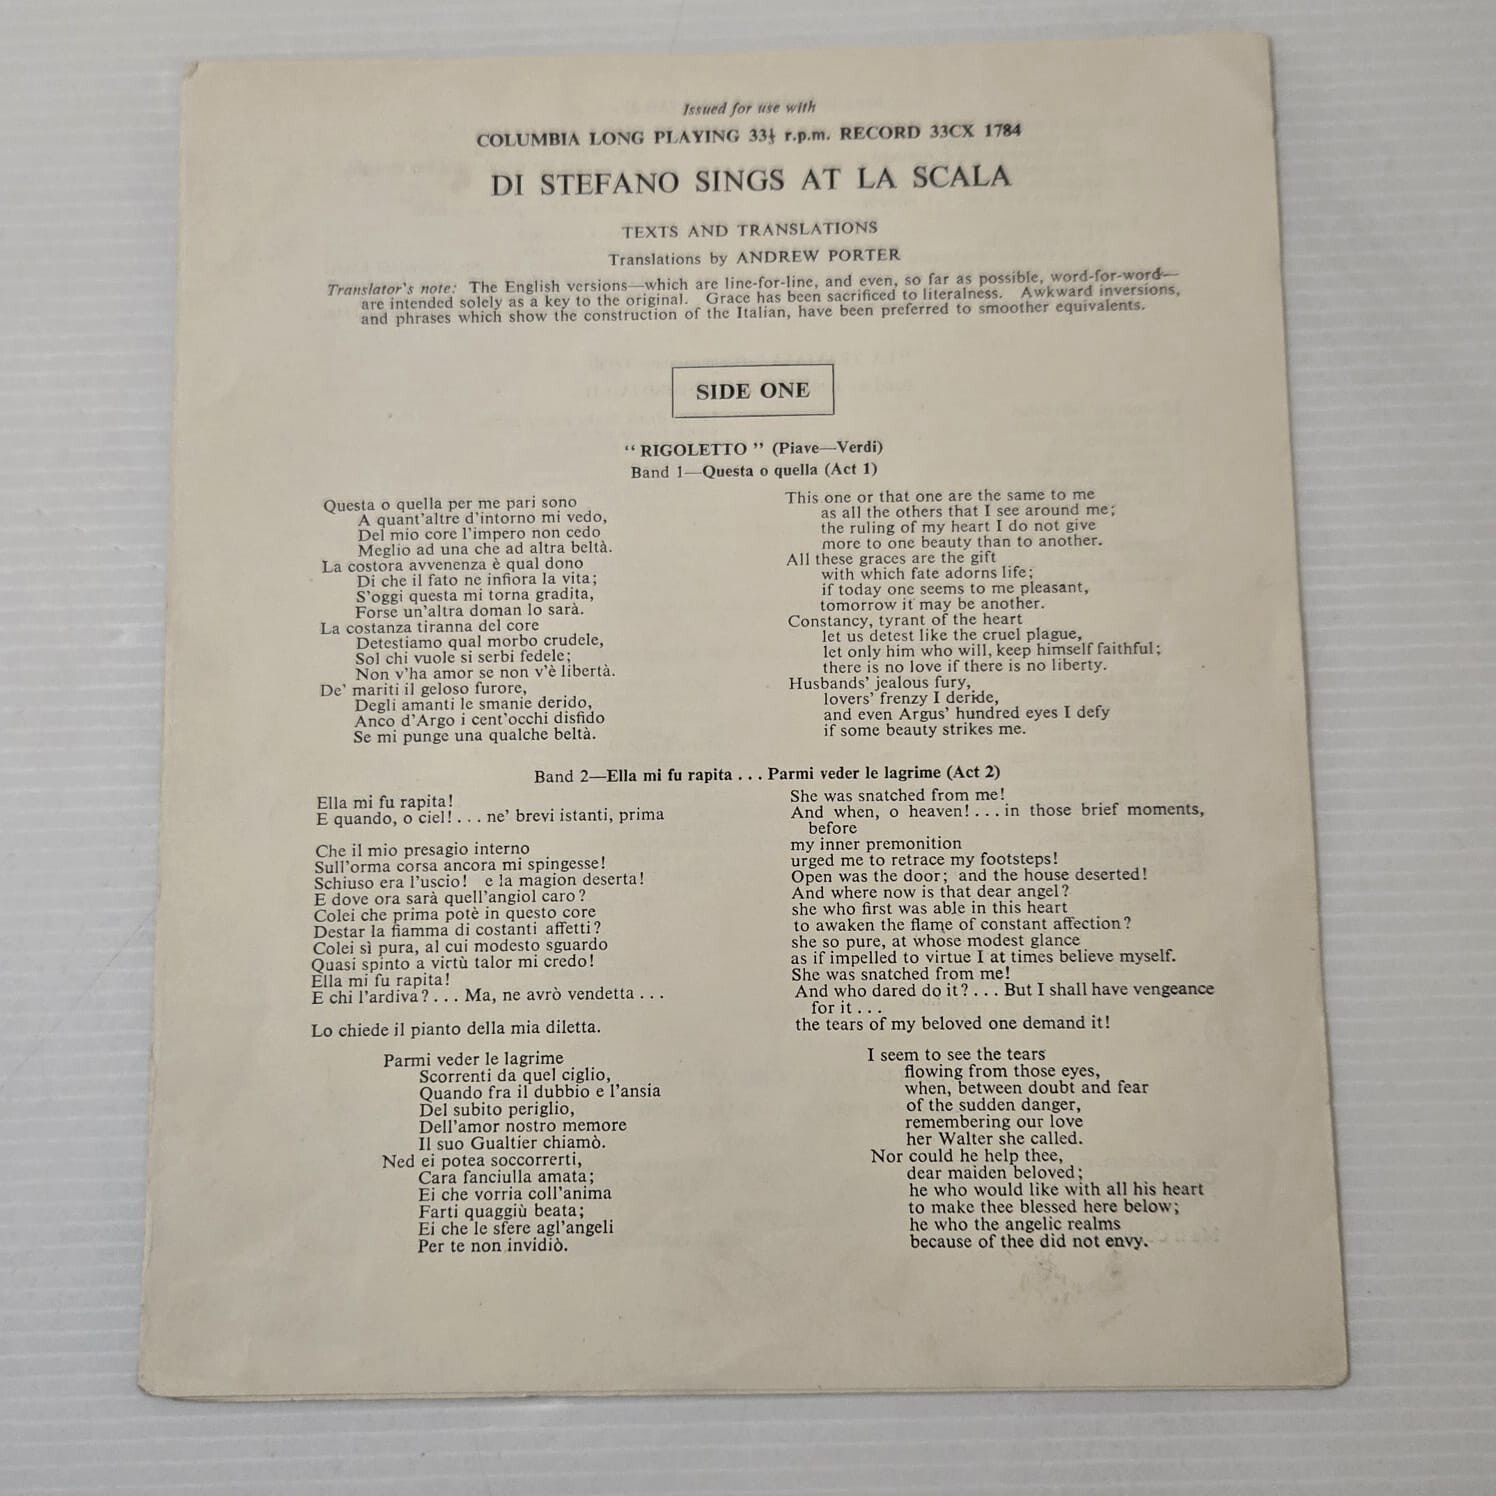 Issued for use with
COLUMBIA LONG PLAYING 33⅓ r.p.m. RECORD 33CX 1784
DI STEFANO SINGS AT LA SCALA
TEXTS AND TRANSLATIONS
Translations by ANDREW PORTER
Translator's note: The English versions—which are line-for-line, and even, so far as possible, word-for-word—
are intended solely as a key to the original. Grace has been sacrificed to literalness. Awkward inversions,
and phrases which show the construction of the Italian, have been preferred to smoother equivalents.
SIDE ONE
“ RIGOLETTO ” (Piave—Verdi)
Band 1—Questa o quella (Act 1)
Questa o quella per me pari sono
A quant'altre d'intorno mi vedo,
Del mio core l'impero non cedo
Meglio ad una che ad altra beltà.
La costora avvenenza è qual dono
Di che il fato ne infiora la vita;
S'oggi questa mi torna gradita,
Forse un'altra doman lo sarà.
La costanza tiranna del core
Detestiamo qual morbo crudele,
Sol chi vuole si serbi fedele;
Non v'ha amor se non v'è libertà.
De' mariti il geloso furore,
Degli amanti le smanie derido,
Anco d'Argo i cent'occhi disfido
Se mi punge una qualche beltà.
This one or that one are the same to me
as all the others that I see around me;
the ruling of my heart I do not give
more to one beauty than to another.
All these graces are the gift
with which fate adorns life;
if today one seems to me pleasant,
tomorrow it may be another.
Constancy, tyrant of the heart
let us detest like the cruel plague,
let only him who will, keep himself faithful;
there is no love if there is no liberty.
Husbands' jealous fury,
lovers' frenzy I deride,
and even Argus' hundred eyes I defy
if some beauty strikes me.
Band 2—Ella mi fu rapita . . . Parmi veder le lagrime (Act 2)
Ella mi fu rapita!
E quando, o ciel! . . . ne' brevi istanti, prima
Che il mio presagio interno
Sull'orma corsa ancora mi spingesse!
Schiuso era l'uscio! e la magion deserta!
E dove ora sarà quell'angiol caro?
Colei che prima potè in questo core
Destar la fiamma di costanti affetti?
Colei sì pura, al cui modesto sguardo
Quasi spinto a virtù talor mi credo!
Ella mi fu rapita!
E chi l'ardiva? . . . Ma, ne avrò vendetta . . .
Lo chiede il pianto della mia diletta.
She was snatched from me!
And when, o heaven! . . . in those brief moments,
before
my inner premonition
urged me to retrace my footsteps!
Open was the door; and the house deserted!
And where now is that dear angel?
she who first was able in this heart
to awaken the flame of constant affection?
she so pure, at whose modest glance
as if impelled to virtue I at times believe myself.
She was snatched from me!
And who dared do it? . . . But I shall have vengeance
for it . . .
the tears of my beloved one demand it!
Parmi veder le lagrime
Scorrenti da quel ciglio,
Quando fra il dubbio e l'ansia
Del subito periglio,
Dell'amor nostro memore
Il suo Gualtier chiamò.
Ned ei potea soccorrerti,
Cara fanciulla amata;
Ei che vorria coll'anima
Farti quaggiù beata;
Ei che le sfere agl'angeli
Per te non invidiò.
I seem to see the tears
flowing from those eyes,
when, between doubt and fear
of the sudden danger,
remembering our love
her Walter she called.
Nor could he help thee,
dear maiden beloved;
he who would like with all his heart
to make thee blessed here below;
he who the angelic realms
because of thee did not envy.